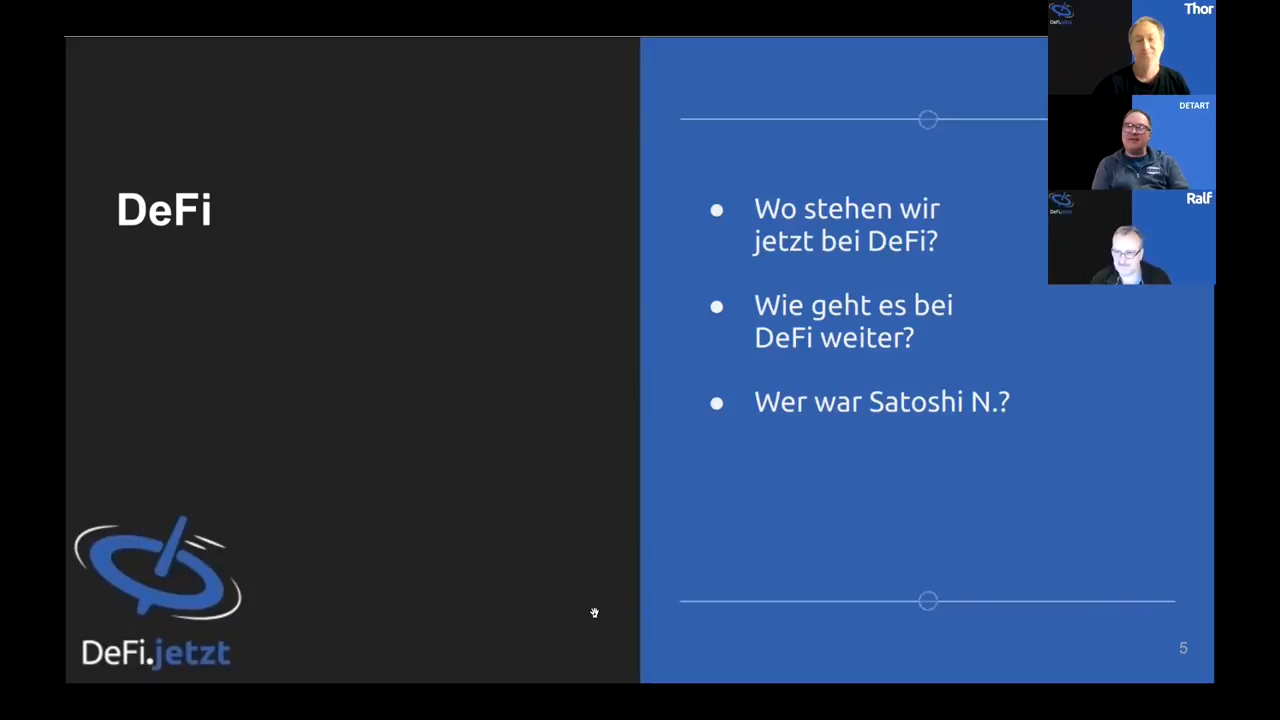 DeFi
Wo stehen wir
jetzt bei DeFi?
Wie geht es bei
DeFi weiter?
Wer war Satoshi N.?
DeFi.jetzt
5
Thor
DETART
Ralf